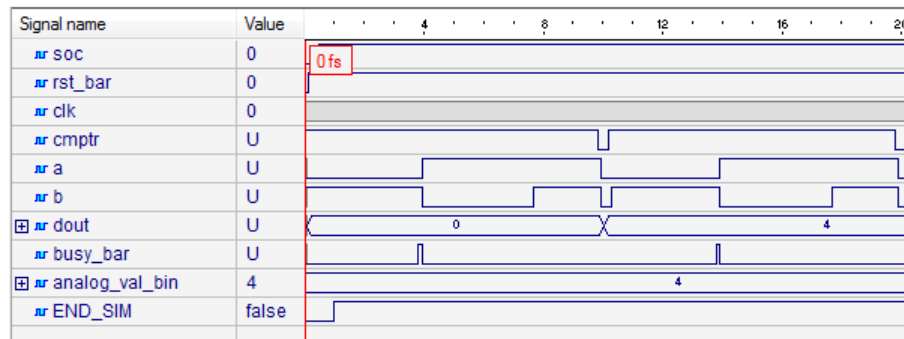 Signal name Value 4 8 12 16 20
soc 0 0 fs
rst_bar 0
clk 0
cmptr U
a U
b U
dout U 0 4
busy_bar U
analog_val_bin 4 4
END_SIM false